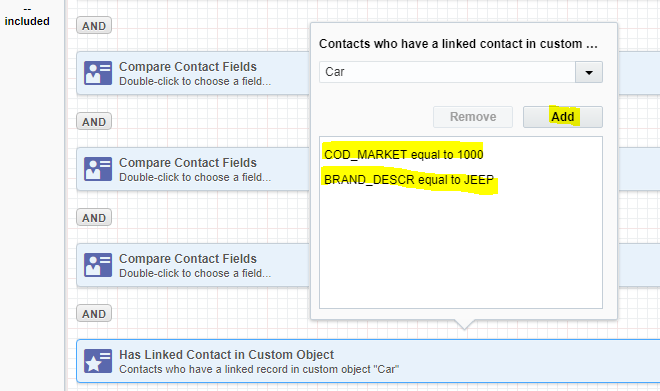 --
included
AND
Compare Contact Fields
Double-click to choose a field...
AND
Compare Contact Fields
Double-click to choose a field...
AND
Compare Contact Fields
Double-click to choose a field...
AND
Has Linked Contact in Custom Object
Contacts who have a linked record in custom object "Car"
Contacts who have a linked contact in custom ...
Car
Remove
Add
COD_MARKET equal to 1000
BRAND_DESCR equal to JEEP